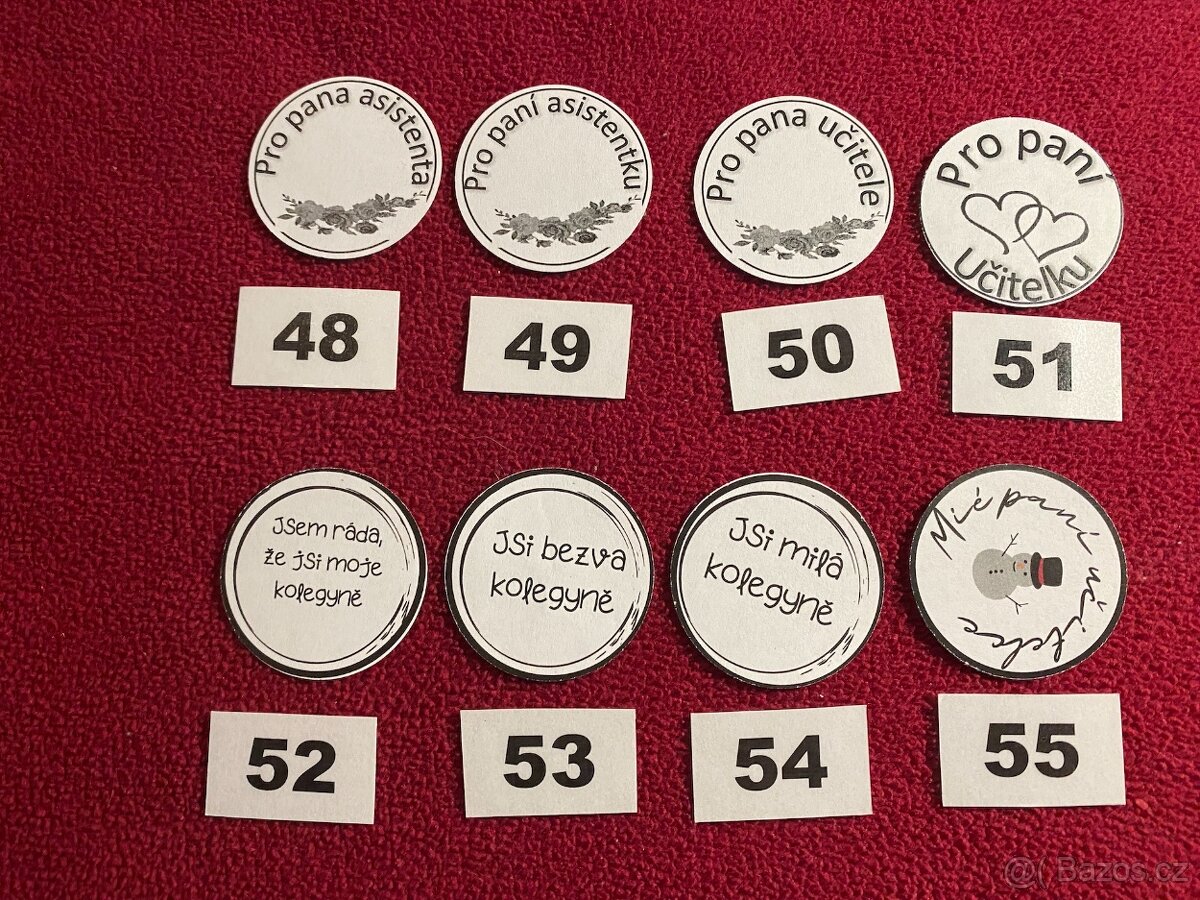 Pro pana asistenta
Pro paní asistentku
Pro pana učitele
Pro paní
Učitelku
48
49
50
51
Jsem ráda,
že jsi moje
kolegyně
Jsi bezva
kolegyně
Jsi milá
kolegyně
Mié paní učitelce
52
53
54
55
@( Bazos.cz